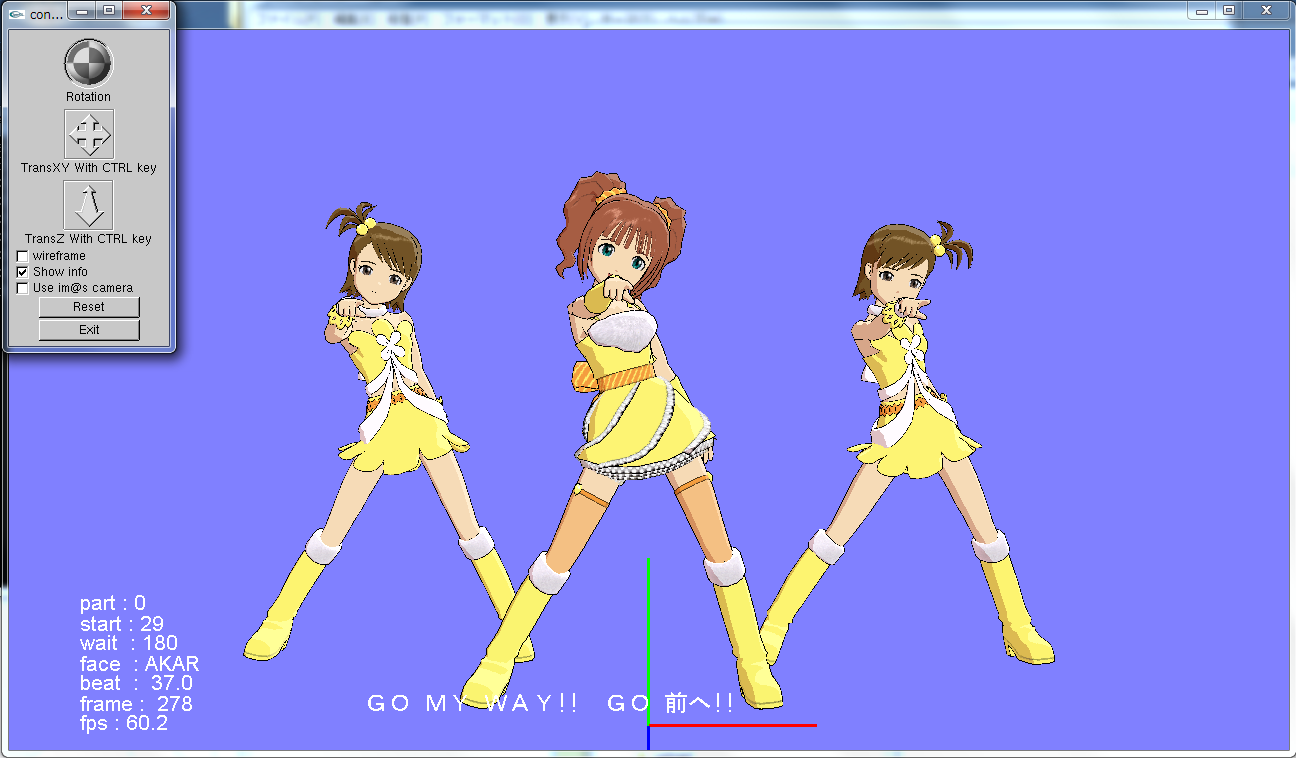 con...
Rotation
TransXY With CTRL key
TransZ With CTRL key
wireframe
Show info
Use im@s camera
Reset
Exit
part : 0
start : 29
wait : 180
face : AKAR
beat : 37.0
frame : 278
fps : 60.2
GO MY WAY!! GO 前へ!!